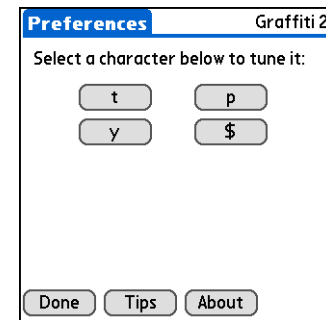 Preferences Graffiti 2
Select a character below to tune it:
t p
y $
Done Tips About